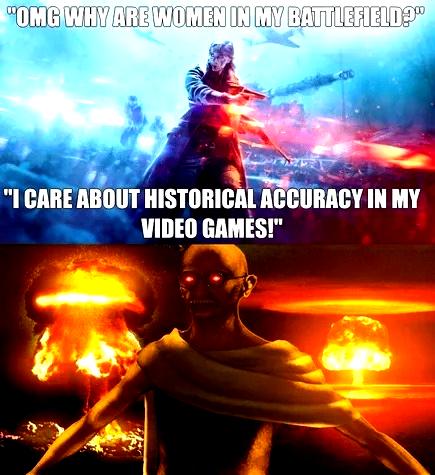 "OMG WHY ARE WOMEN IN MY BATTLEFIELD?"
"I CARE ABOUT HISTORICAL ACCURACY IN MY
VIDEO GAMES!"